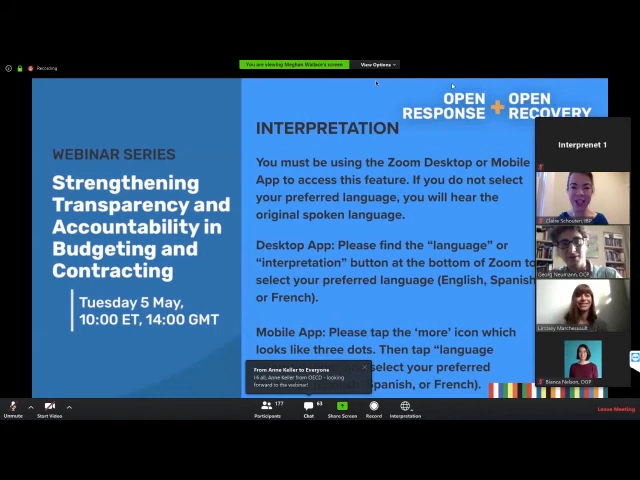 Recording
You are viewing Meghan Wallace's screen
View Options
OPEN RESPONSE + OPEN RECOVERY
WEBINAR SERIES
Strengthening
Transparency and
Accountability in
Budgeting and
Contracting
Tuesday 5 May,
10:00 ET, 14:00 GMT
INTERPRETATION
You must be using the Zoom Desktop or Mobile
App to access this feature. If you do not select
your preferred language, you will hear the
original spoken language.
Desktop App: Please find the “language” or
“interpretation” button at the bottom of Zoom to
select your preferred language (English, Spanish
or French).
Mobile App: Please tap the ‘more’ icon which
looks like three dots. Then tap “language
select your preferred
Spanish, or French).
From Anne Keller to Everyone
Hi all, Anne Keller from OECD - looking
forward to the webinar!
Interprenet 1
Claire Schouten, IBP
Georg Neumann, OCP
Lindsey Marchessault
Bianca Nelson, OGP
Unmute
Start Video
Participants
177
Chat
63
Share Screen
Record
Interpretation
Leave Meeting